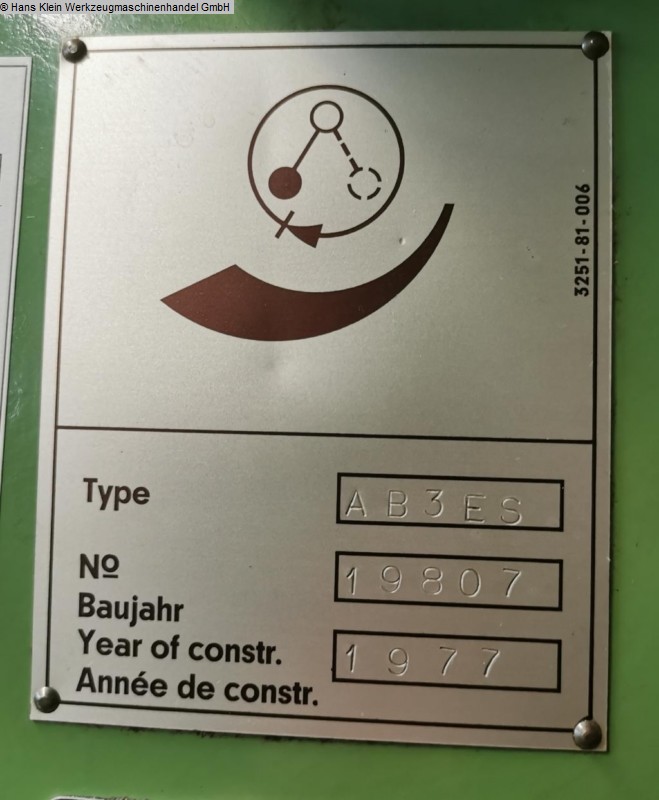 © Hans Klein Werkzeugmaschinenhandel GmbH
3251-81-006
Type AB3ES
Nº 19807
Baujahr
Year of constr. 1977
Année de constr.